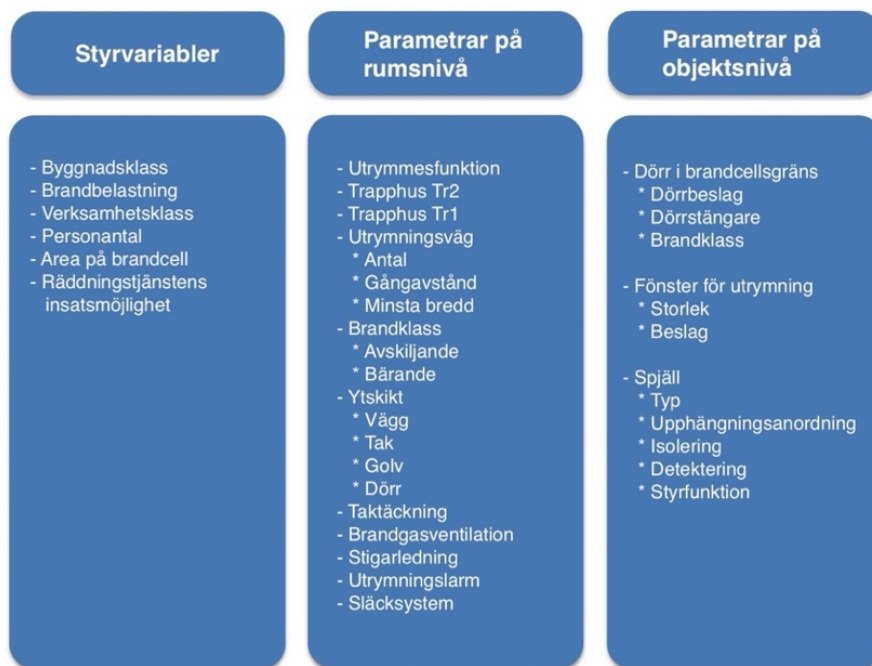 Styrvariabler
- Byggnadsklass
- Brandbelastning
- Verksamhetsklass
- Personantal
- Area på brandcell
- Räddningstjänstens
insatsmöjlighet
Parametrar på
rumsnivå
- Utrymmesfunktion
- Trapphus Tr2
- Trapphus Tr1
- Utrymningsväg
* Antal
* Gångavstånd
* Minsta bredd
- Brandklass
* Avskiljande
* Bärande
- Ytskikt
* Vägg
* Tak
* Golv
* Dörr
- Taktäckning
- Brandgasventilation
- Stigarledning
- Utrymningslarm
- Släcksystem
Parametrar på
objektsnivå
- Dörr i brandcellsgräns
* Dörrbeslag
* Dörrstängare
* Brandklass
- Fönster för utrymning
* Storlek
* Beslag
- Spjäll
* Typ
* Upphängningsanordning
* Isolering
* Detektering
* Styrfunktion